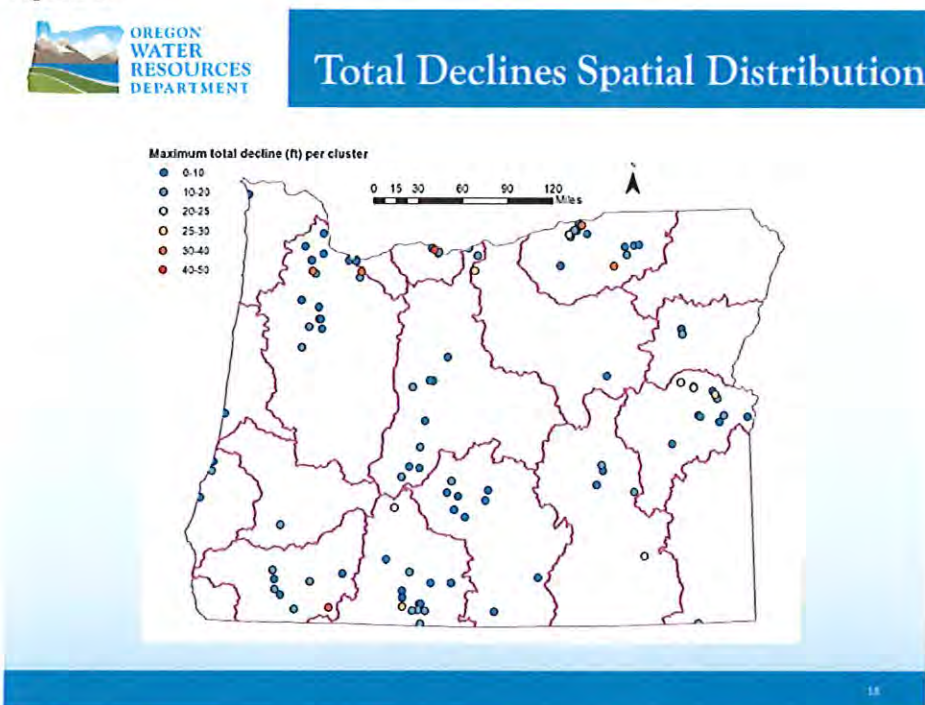 OREGON
WATER
RESOURCES
DEPARTMENT
Total Declines Spatial Distribution
Maximum total decline (ft) per cluster
0-10
10-20
20-25
25-30
30-40
40-50
0 15 30 60 90 120
Miles
18